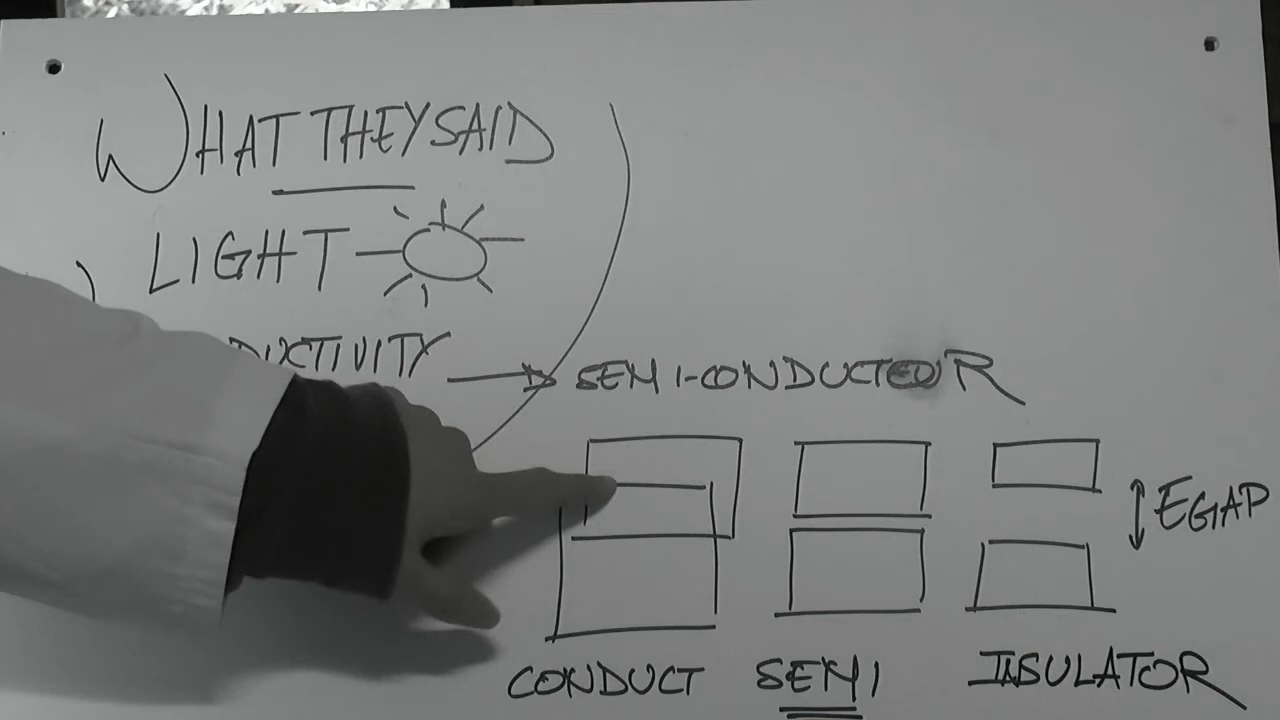 WHAT THEY SAID
LIGHT
DUCTIVITY
SEMI-CONDUCTOR
EGAP
CONDUCT SEMI INSULATOR